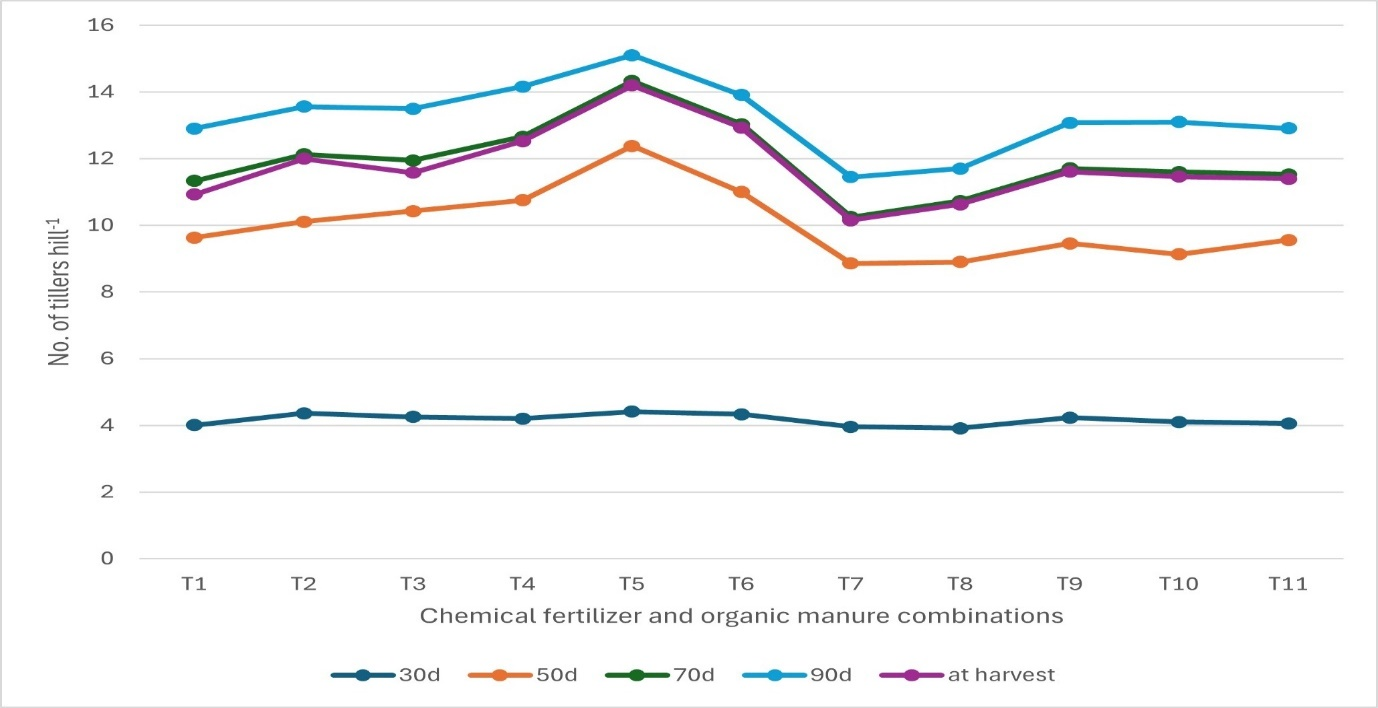 16
14
12
10
8
6
4
2
0
No. of tillers hill-1
T1 T2 T3 T4 T5 T6 T7 T8 T9 T10 T11
Chemical fertilizer and organic manure combinations
30d 50d 70d 90d at harvest